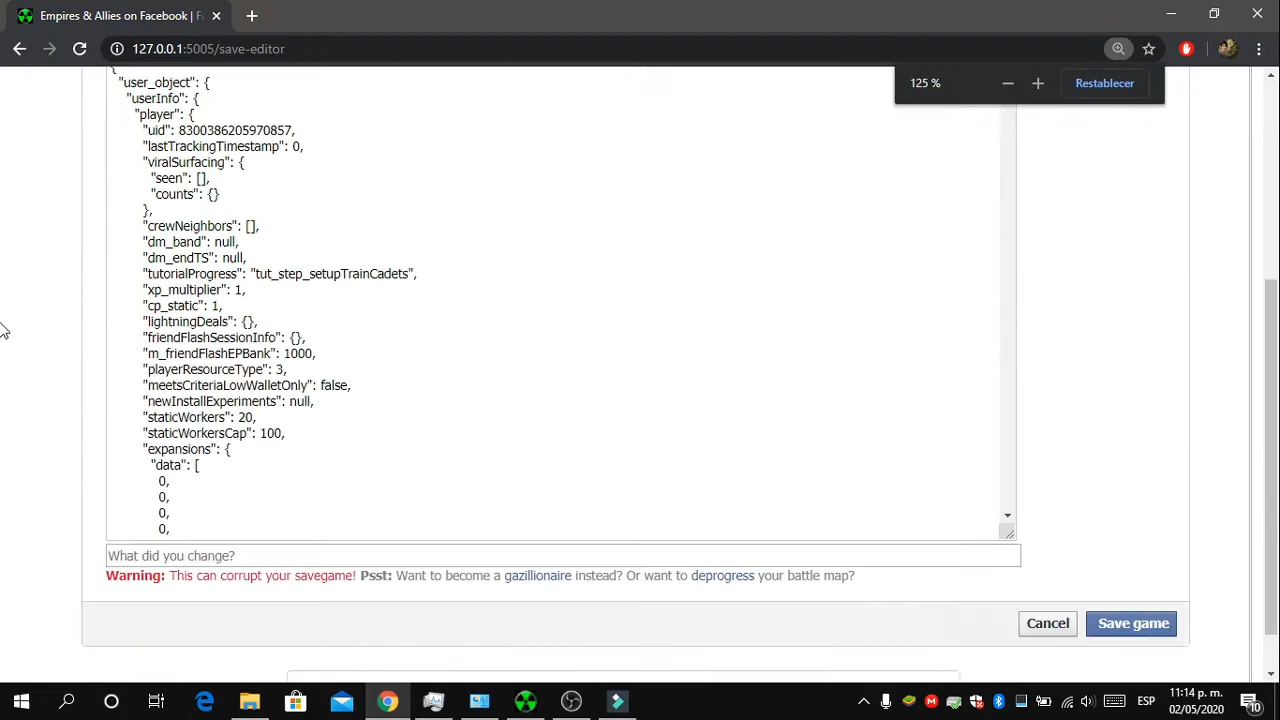 Empires & Allies on Facebook | F
127.0.0.1:5005/save-editor
125 %
Restablecer
{
"user_object": {
"userInfo": {
"player": {
"uid": 8300386205970857,
"lastTrackingTimestamp": 0,
"viralSurfacing": {
"seen": [],
"counts": {}
},
"crewNeighbors": [],
"dm_band": null,
"dm_endTS": null,
"tutorialProgress": "tut_step_setupTrainCadets",
"xp_multiplier": 1,
"cp_static": 1,
"lightningDeals": {},
"friendFlashSessionInfo": {},
"m_friendFlashEPBank": 1000,
"playerResourceType": 3,
"meetsCriteriaLowWalletOnly": false,
"newInstallExperiments": null,
"staticWorkers": 20,
"staticWorkersCap": 100,
"expansions": {
"data": [
0,
0,
0,
0,
What did you change?
Warning: This can corrupt your savegame! Psst: Want to become a gazillionaire instead? Or want to deprogress your battle map?
Cancel
Save game
ESP
11:14 p. m.
02/05/2020
10